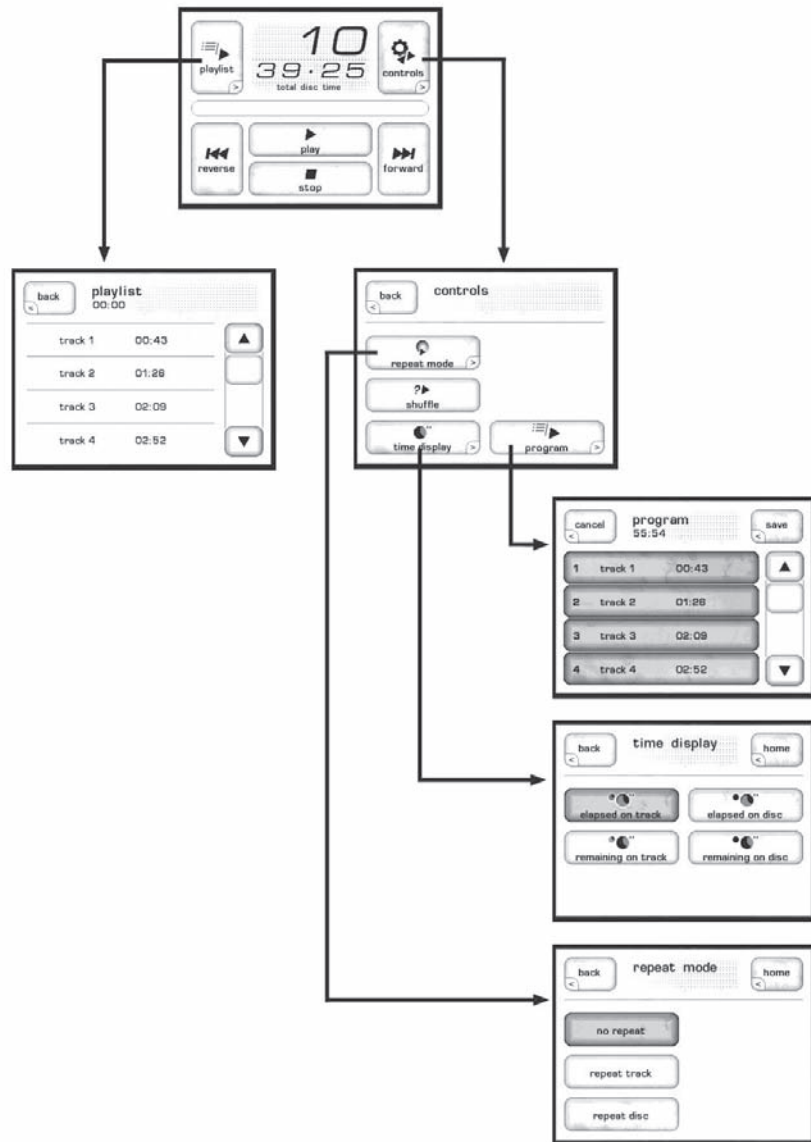 10
39·25
total disc time
playlist
>
controls
>
reverse
play
stop
forward
back
<
playlist
00:00
track 1 00:43
track 2 01:26
track 3 02:09
track 4 02:52
back
<
controls
repeat mode
>
?
shuffle
time display
>
program
>
cancel
<
program
55:54
save
<
1 track 1 00:43
2 track 2 01:26
3 track 3 02:09
4 track 4 02:52
back
<
time display
home
<
elapsed on track
elapsed on disc
remaining on track
remaining on disc
back
<
repeat mode
home
<
no repeat
repeat track
repeat disc